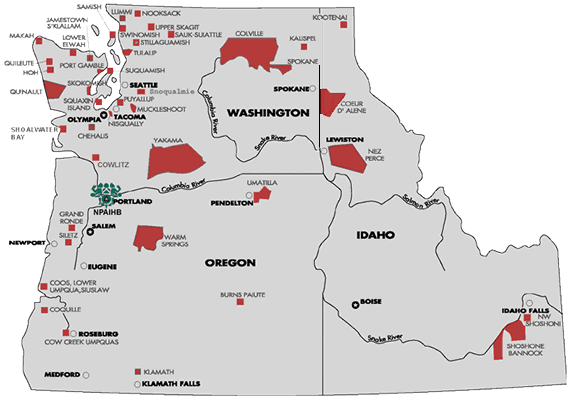 SAMISH
LUMMI
NOOKSACK
KOOTENAI
JAMESTOWN
S'KLALLAM
UPPER SKAGIT
SWINOMISH
SAUK-SUIATTLE
STILLAGUAMISH
COLVILLE
KALISPEL
MAKAH
LOWER
ELWAH
TULALIP
QUILEUTE
PORT GAMBLE
HOH
SUQUAMISH
SPOKANE
SKOKOMISH
SEATTLE
Snoqualmie
SPOKANE
QUINAULT
SQUAXIN
ISLAND
PUYALLUP
MUCKLESHOOT
Columbia River
COEUR
D' ALENE
OLYMPIA
TACOMA
NISQUALLY
WASHINGTON
SHOALWATER
BAY
CHEHALIS
YAKAMA
Snake River
LEWISTON
NEZ
PERCE
COWLITZ
Columbia River
UMATILLA
Salmon River
PORTLAND
NPAIHB
PENDELTON
GRAND
RONDE
SALEM
NEWPORT
SILETZ
WARM
SPRINGS
IDAHO
EUGENE
OREGON
COOS, LOWER
UMPQUA,SIUSLAW
BURNS PAIUTE
BOISE
IDAHO FALLS
COQUILLE
NW
SHOSHONI
ROSEBURG
COW CREEK UMPQUAS
Snake River
SHOSHONE
BANNOCK
MEDFORD
KLAMATH
KLAMATH FALLS